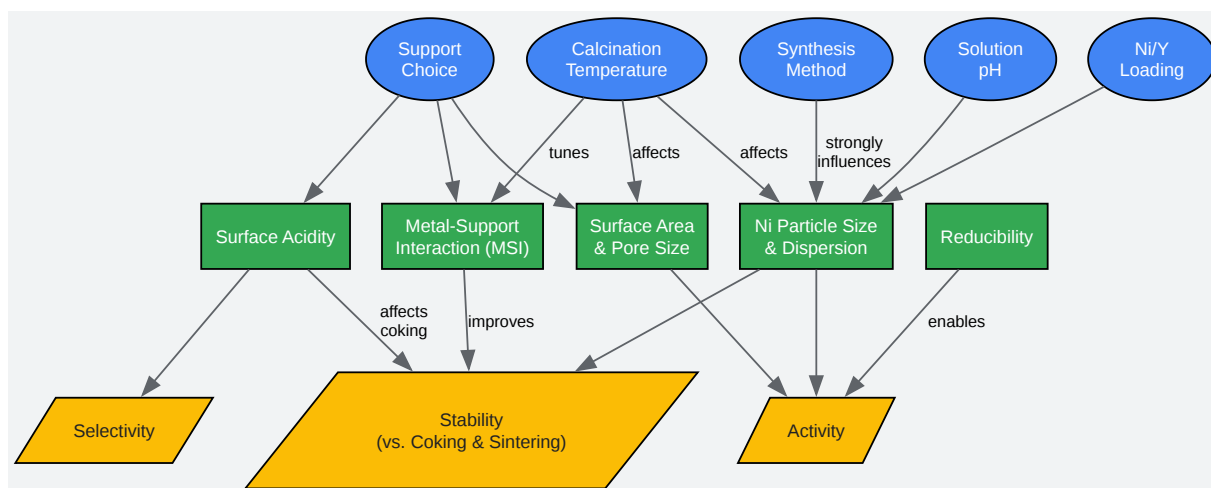 Support
Choice
Calcination
Temperature
Synthesis
Method
Solution
pH
Ni/Y
Loading
tunes
affects
affects
strongly
influences
Surface Acidity
Metal-Support
Interaction (MSI)
Surface Area
& Pore Size
Ni Particle Size
& Dispersion
Reducibility
affects
coking
improves
enables
Selectivity
Stability
(vs. Coking & Sintering)
Activity